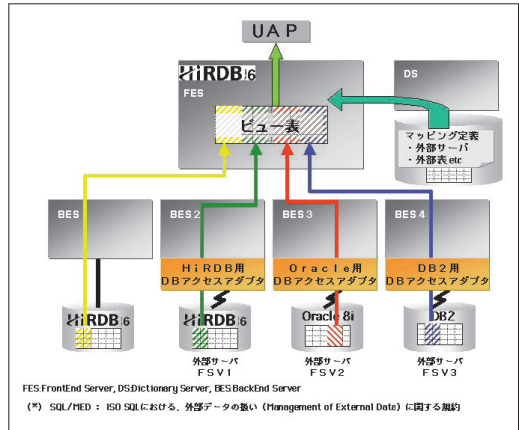 UAP
HiRDB 6
FES
DS
ビュー表
マッピング定義
・外部サーバ
・外部表 etc
BES
BES2
BES3
BES4
HiRDB用
DBアクセスアダプタ
Oracle用
DBアクセスアダプタ
DB2用
DBアクセスアダプタ
HiRDB 6
HiRDB 6
Oracle 8i
DB2
外部サーバ
FSV1
外部サーバ
FSV2
外部サーバ
FSV3
FES:FrontEnd Server, DS:Dictionary Server, BES:BackEnd Server
(*) SQL/MED : ISO SQLにおける、外部データの扱い (Management of External Data) に関する規約